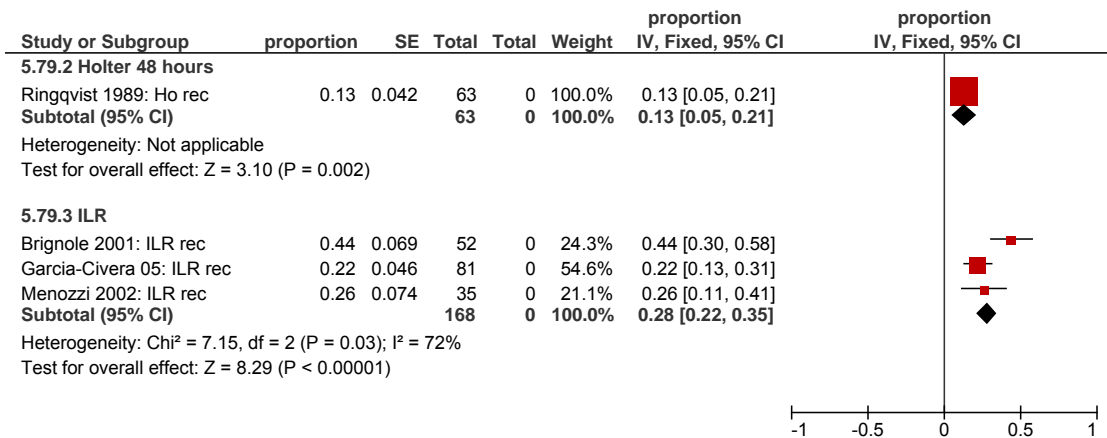 proportion proportion
Study or Subgroup proportion SE Total Total Weight IV, Fixed, 95% CI IV, Fixed, 95% CI
5.79.2 Holter 48 hours
Ringqvist 1989: Ho rec 0.13 0.042 63 0 100.0% 0.13 [0.05, 0.21]
Subtotal (95% CI) 63 0 100.0% 0.13 [0.05, 0.21]
Heterogeneity: Not applicable
Test for overall effect: Z = 3.10 (P = 0.002)
5.79.3 ILR
Brignole 2001: ILR rec 0.44 0.069 52 0 24.3% 0.44 [0.30, 0.58]
Garcia-Civera 05: ILR rec 0.22 0.046 81 0 54.6% 0.22 [0.13, 0.31]
Menozzi 2002: ILR rec 0.26 0.074 35 0 21.1% 0.26 [0.11, 0.41]
Subtotal (95% CI) 168 0 100.0% 0.28 [0.22, 0.35]
Heterogeneity: Chi² = 7.15, df = 2 (P = 0.03); I² = 72%
Test for overall effect: Z = 8.29 (P < 0.00001)
-1 -0.5 0 0.5 1